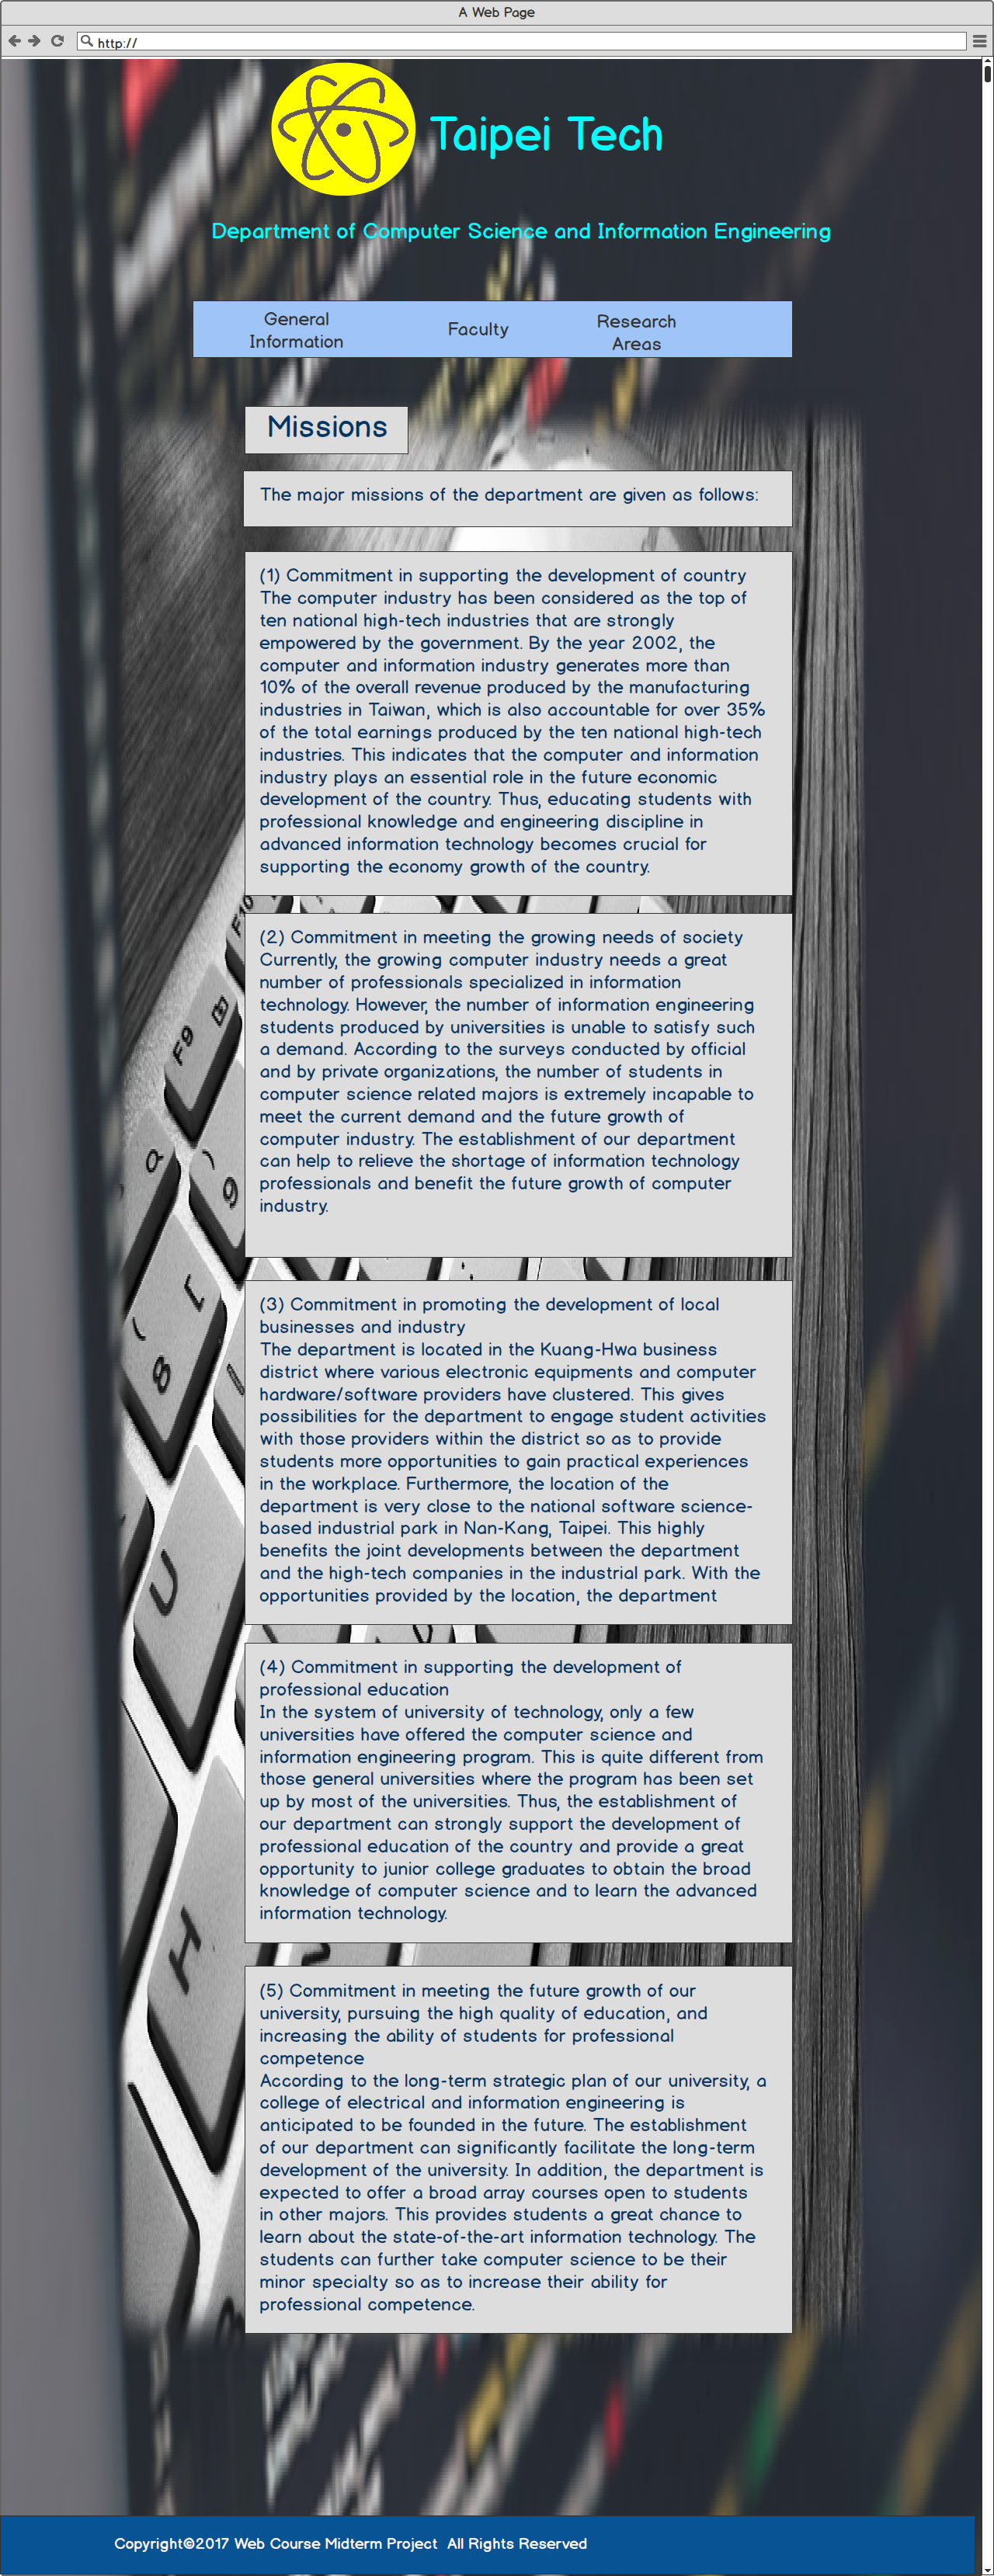 A Web Page
http://
Taipei Tech
Department of Computer Science and Information Engineering
General
Information
Faculty
Research
Areas
Missions
The major missions of the department are given as follows:
(1) Commitment in supporting the development of country
The computer industry has been considered as the top of
ten national high-tech industries that are strongly
empowered by the government. By the year 2002, the
computer and information industry generates more than
10% of the overall revenue produced by the manufacturing
industries in Taiwan, which is also accountable for over 35%
of the total earnings produced by the ten national high-tech
industries. This indicates that the computer and information
industry plays an essential role in the future economic
development of the country. Thus, educating students with
professional knowledge and engineering discipline in
advanced information technology becomes crucial for
supporting the economy growth of the country.
F10
(2) Commitment in meeting the growing needs of society
Currently, the growing computer industry needs a great
number of professionals specialized in information
technology. However, the number of information engineering
students produced by universities is unable to satisfy such
a demand. According to the surveys conducted by official
and by private organizations, the number of students in
computer science related majors is extremely incapable to
meet the current demand and the future growth of
computer industry. The establishment of our department
can help to relieve the shortage of information technology
professionals and benefit the future growth of computer
industry.
F9
Q
)
9
(3) Commitment in promoting the development of local
businesses and industry
The department is located in the Kuang-Hwa business
district where various electronic equipments and computer
hardware/software providers have clustered. This gives
possibilities for the department to engage student activities
with those providers within the district so as to provide
students more opportunities to gain practical experiences
in the workplace. Furthermore, the location of the
department is very close to the national software science-
based industrial park in Nan-Kang, Taipei. This highly
benefits the joint developments between the department
and the high-tech companies in the industrial park. With the
opportunities provided by the location, the department
(
8
U
(4) Commitment in supporting the development of
professional education
In the system of university of technology, only a few
universities have offered the computer science and
information engineering program. This is quite different from
those general universities where the program has been set
up by most of the universities. Thus, the establishment of
our department can strongly support the development of
professional education of the country and provide a great
opportunity to junior college graduates to obtain the broad
knowledge of computer science and to learn the advanced
information technology.
H
(5) Commitment in meeting the future growth of our
university, pursuing the high quality of education, and
increasing the ability of students for professional
competence
According to the long-term strategic plan of our university, a
college of electrical and information engineering is
anticipated to be founded in the future. The establishment
of our department can significantly facilitate the long-term
development of the university. In addition, the department is
expected to offer a broad array courses open to students
in other majors. This provides students a great chance to
learn about the state-of-the-art information technology. The
students can further take computer science to be their
minor specialty so as to increase their ability for
professional competence.
Copyright©2017 Web Course Midterm Project  All Rights Reserved